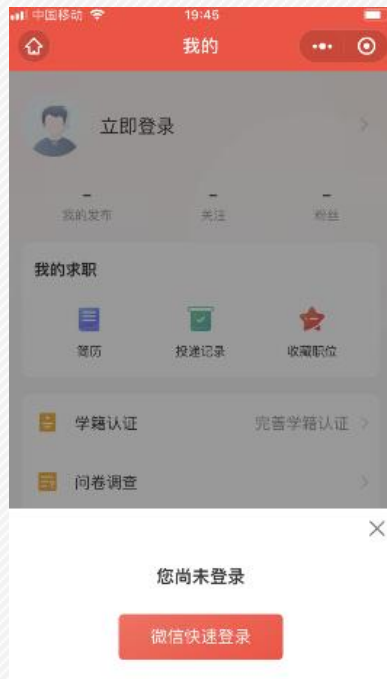 中国移动 19:45
我的
立即登录
我的发布 关注 粉丝
我的求职
简历 投递记录 收藏职位
学籍认证 完善学籍认证
问卷调查
您尚未登录
微信快速登录